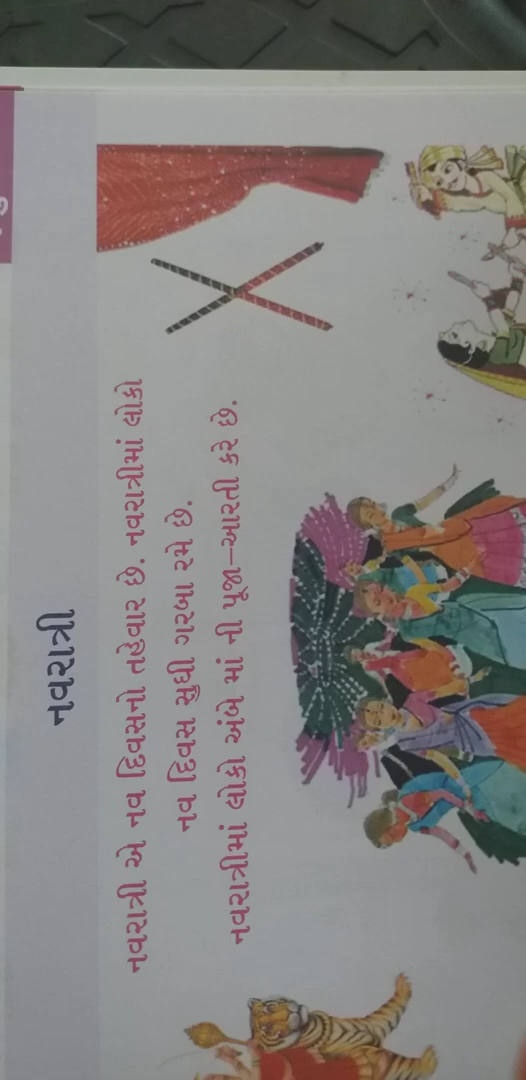 નવરાત્રી
નવરાત્રી એ નવ દિવસનો તહેવાર છે. નવરાત્રીમાં લોકો
નવ દિવસ સુધી ગરબા રમે છે.
નવરાત્રીમાં લોકો અંબે માં ની પૂજા–આરતી કરે છે.